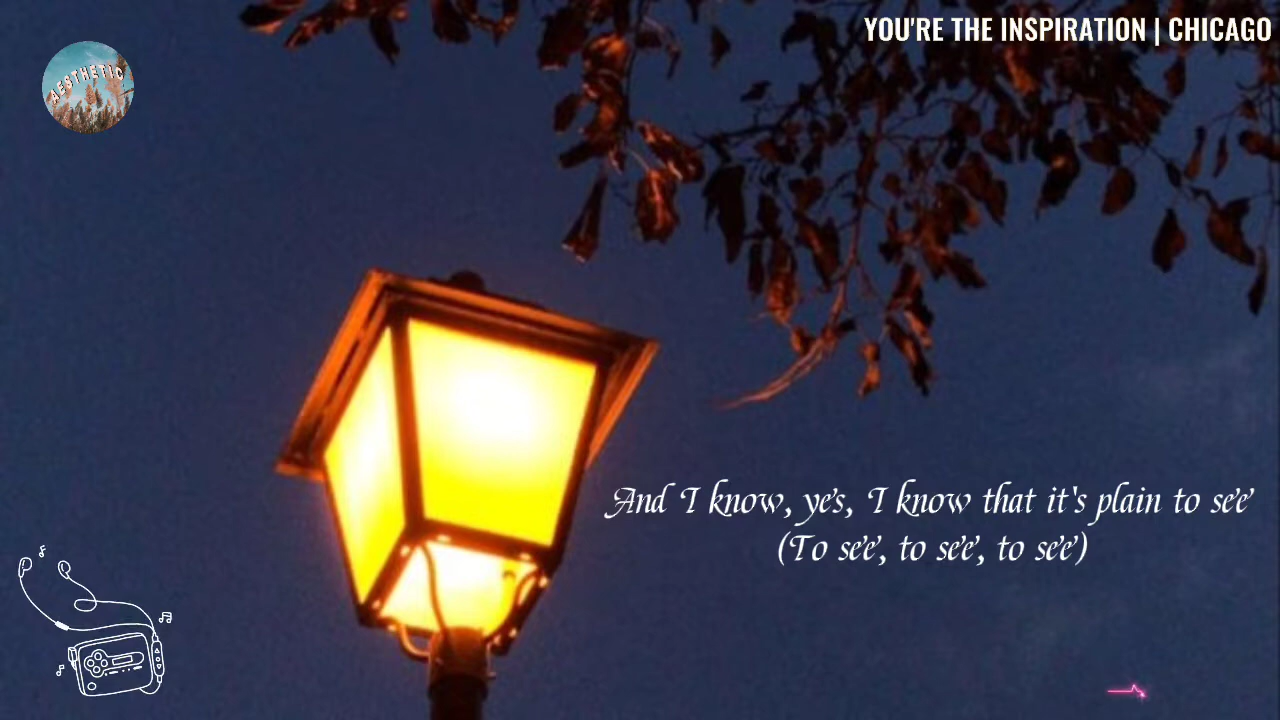 YOU'RE THE INSPIRATION | CHICAGO
AESTHETIC
And I know, yes, I know that it's plain to see
(To see, to see, to see)